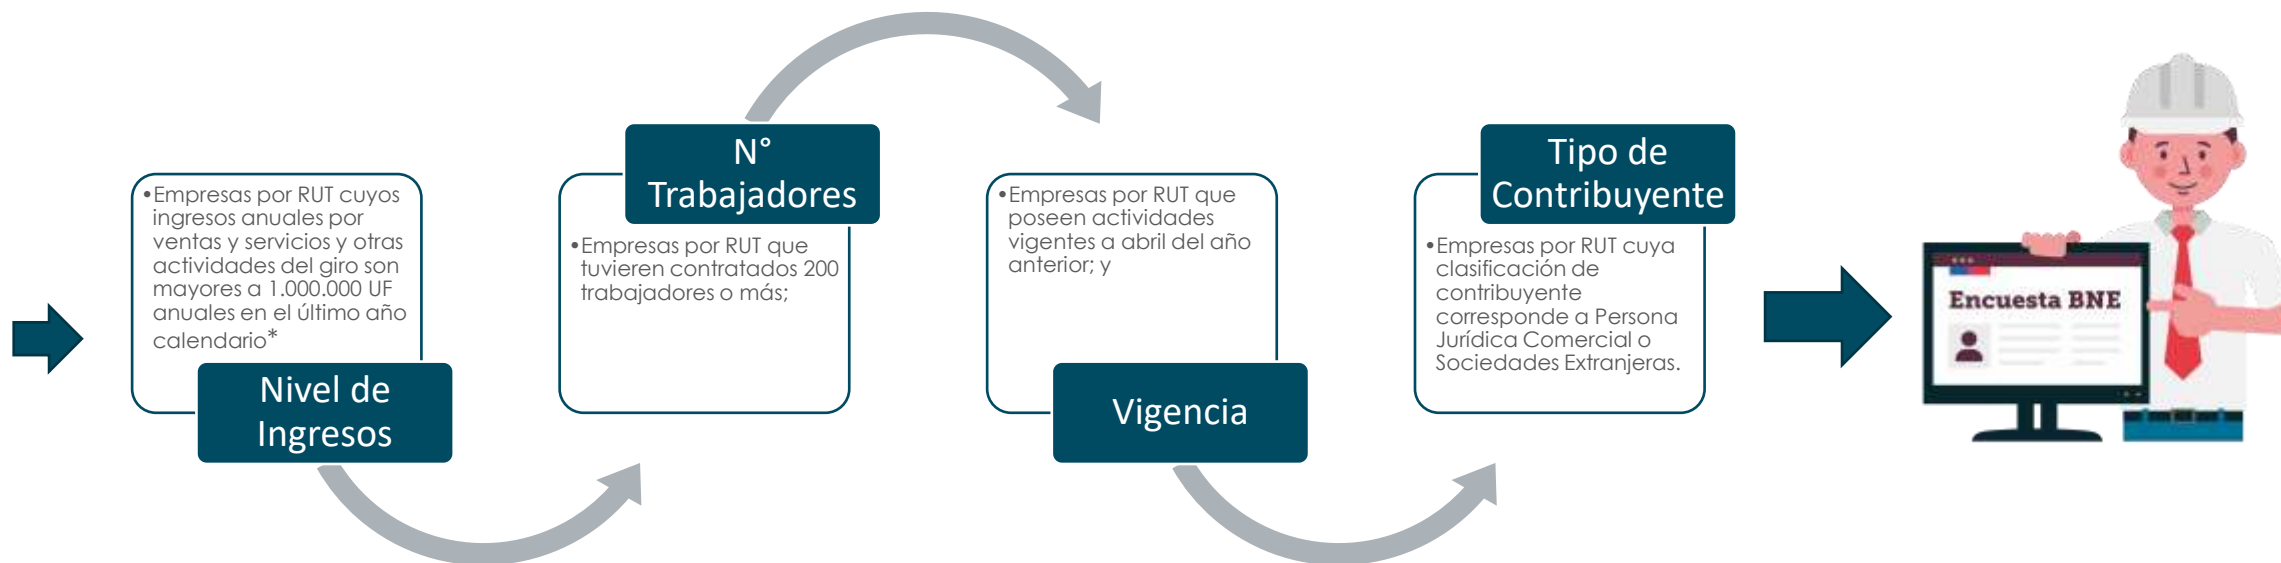 •Empresas por RUT cuyos
ingresos anuales por
ventas y servicios y otras
actividades del giro son
mayores a 1.000.000 UF
anuales en el último año
calendario*
Nivel de
Ingresos
N°
Trabajadores
•Empresas por RUT que
tuvieren contratados 200
trabajadores o más;
•Empresas por RUT que
poseen actividades
vigentes a abril del año
anterior; y
Vigencia
Tipo de
Contribuyente
•Empresas por RUT cuya
clasificación de
contribuyente
corresponde a Persona
Jurídica Comercial o
Sociedades Extranjeras.
Encuesta BNE